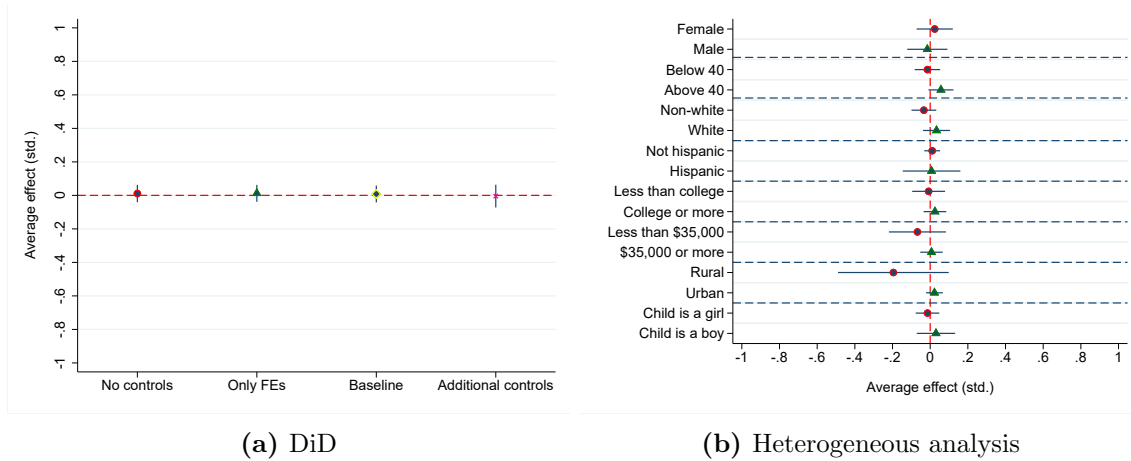 Average effect (std.)
1
.8
.6
.4
.2
0
-.2
-.4
-.6
-.8
-1
No controls Only FEs Baseline Additional controls
(a) DiD
Female
Male
Below 40
Above 40
Non-white
White
Not hispanic
Hispanic
Less than college
College or more
Less than $35,000
$35,000 or more
Rural
Urban
Child is a girl
Child is a boy
-1 -.8 -.6 -.4 -.2 0 .2 .4 .6 .8 1
Average effect (std.)
(b) Heterogeneous analysis